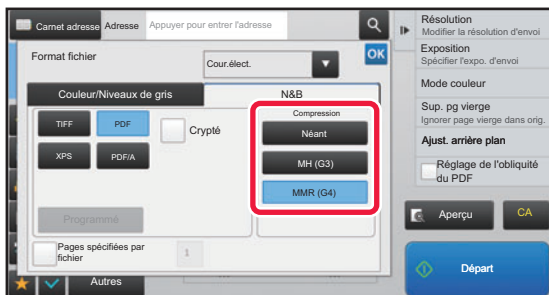 Carnet adresse
Adresse
Appuyer pour entrer l'adresse
Format fichier
Cour.élect.
OK
Couleur/Niveaux de gris
N&B
TIFF
PDF
Crypté
XPS
PDF/A
Programmé
Compression
Néant
MH (G3)
MMR (G4)
Pages spécifiées par
fichier
1
Autres
Résolution
Modifier la résolution d'envoi
Exposition
Spécifier l'expo. d'envoi
Mode couleur
Sup. pg vierge
Ignorer page vierge dans orig.
Ajust. arrière plan
Réglage de l'obliquité
du PDF
Aperçu
CA
Départ